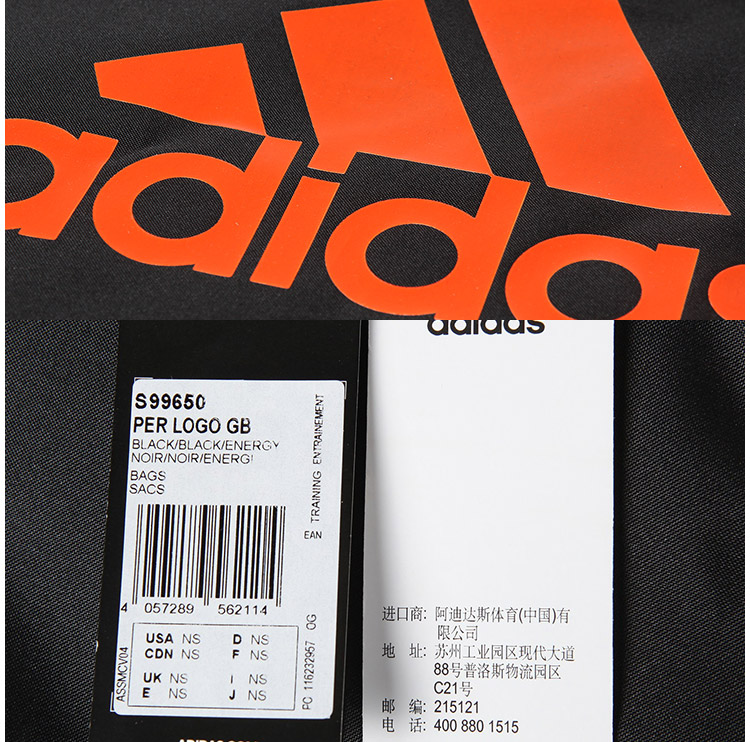 adidas
adidas
S99650
PER LOGO GB
BLACK/BLACK/ENERGY
NOIR/NOIR/ENERGI
BAGS
SACS
TRAINING ENTRAINEMENT
EAN
4 057289 562114
USA NS D NS
CDN NS F NS
UK NS I NS
E NS J NS
ASSMCV04
PC 116232957 OG
进口商: 阿迪达斯体育(中国)有
限公司
地 址: 苏州工业园区现代大道
88号普洛斯物流园区
C21号
邮 编: 215121
电 话: 400 880 1515